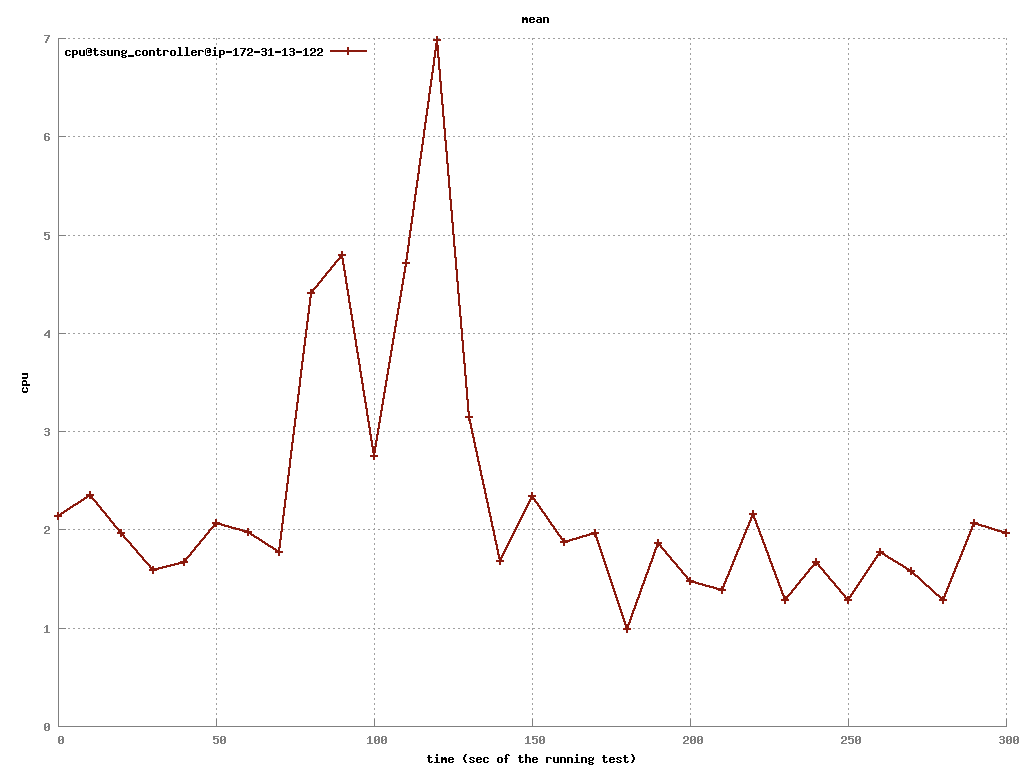 mean
cpu@tsung_controller@ip-172-31-13-122
7
6
5
4
3
2
1
0
cpu
0 50 100 150 200 250 300
time (sec of the running test)